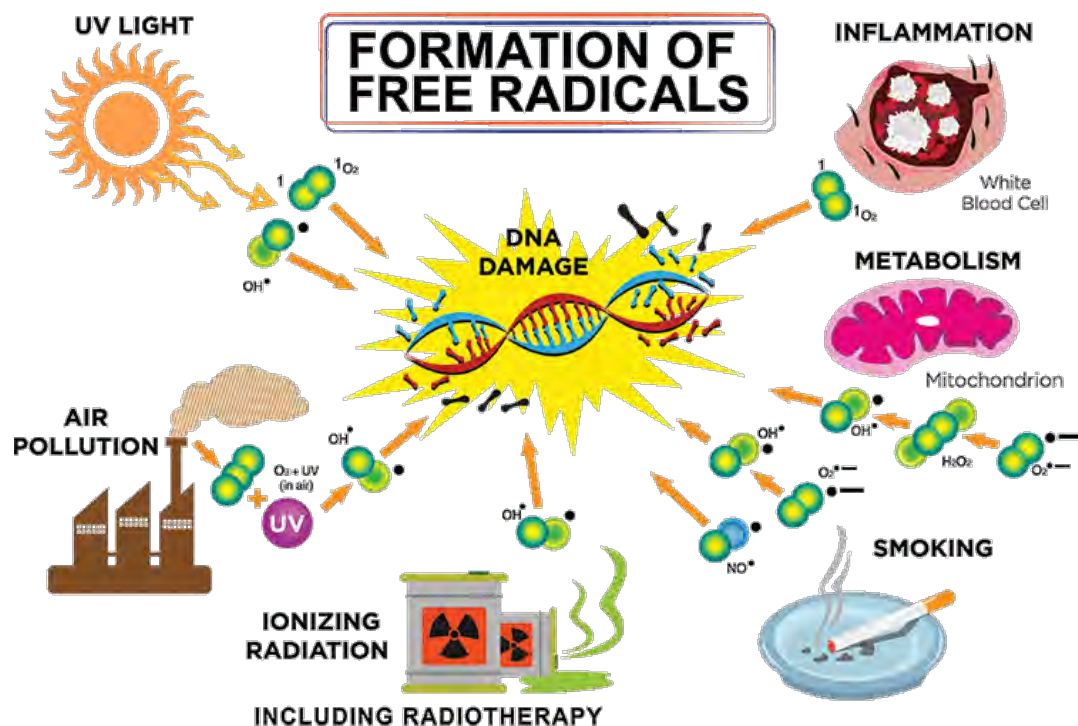 UV LIGHT
FORMATION OF
FREE RADICALS
INFLAMMATION
White
Blood Cell
1
¹O₂
1
¹O₂
OH•
DNA
DAMAGE
METABOLISM
Mitochondrion
OH•
H₂O₂
O₂•—
AIR
POLLUTION
O₃ + UV
(in air)
UV
OH•
OH•
OH•
O₂•—
NO•
SMOKING
IONIZING
RADIATION
INCLUDING RADIOTHERAPY